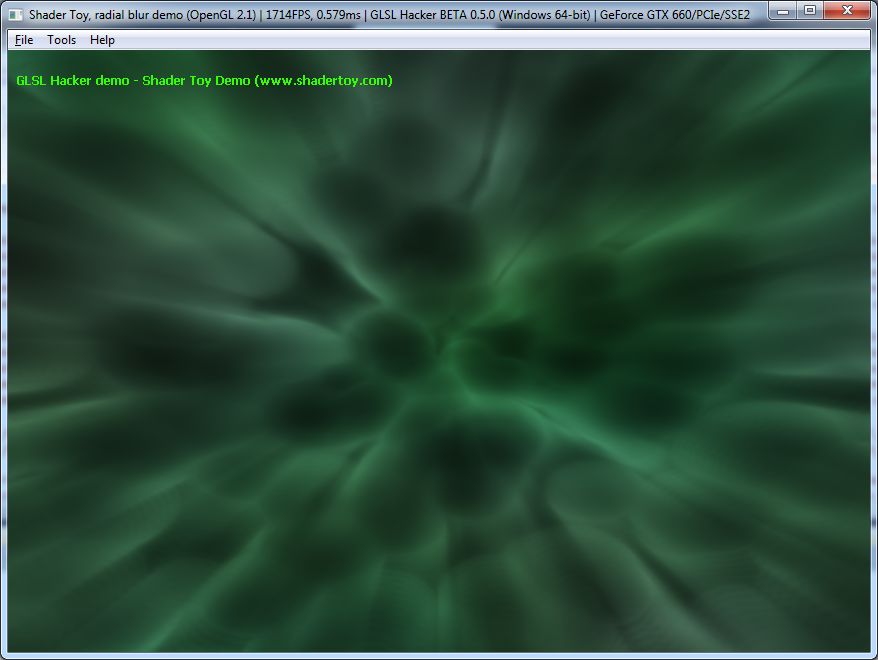 Shader Toy, radial blur demo (OpenGL 2.1) | 1714FPS, 0.579ms | GLSL Hacker BETA 0.5.0 (Windows 64-bit) | GeForce GTX 660/PCIe/SSE2
File Tools Help
GLSL Hacker demo - Shader Toy Demo (www.shadertoy.com)